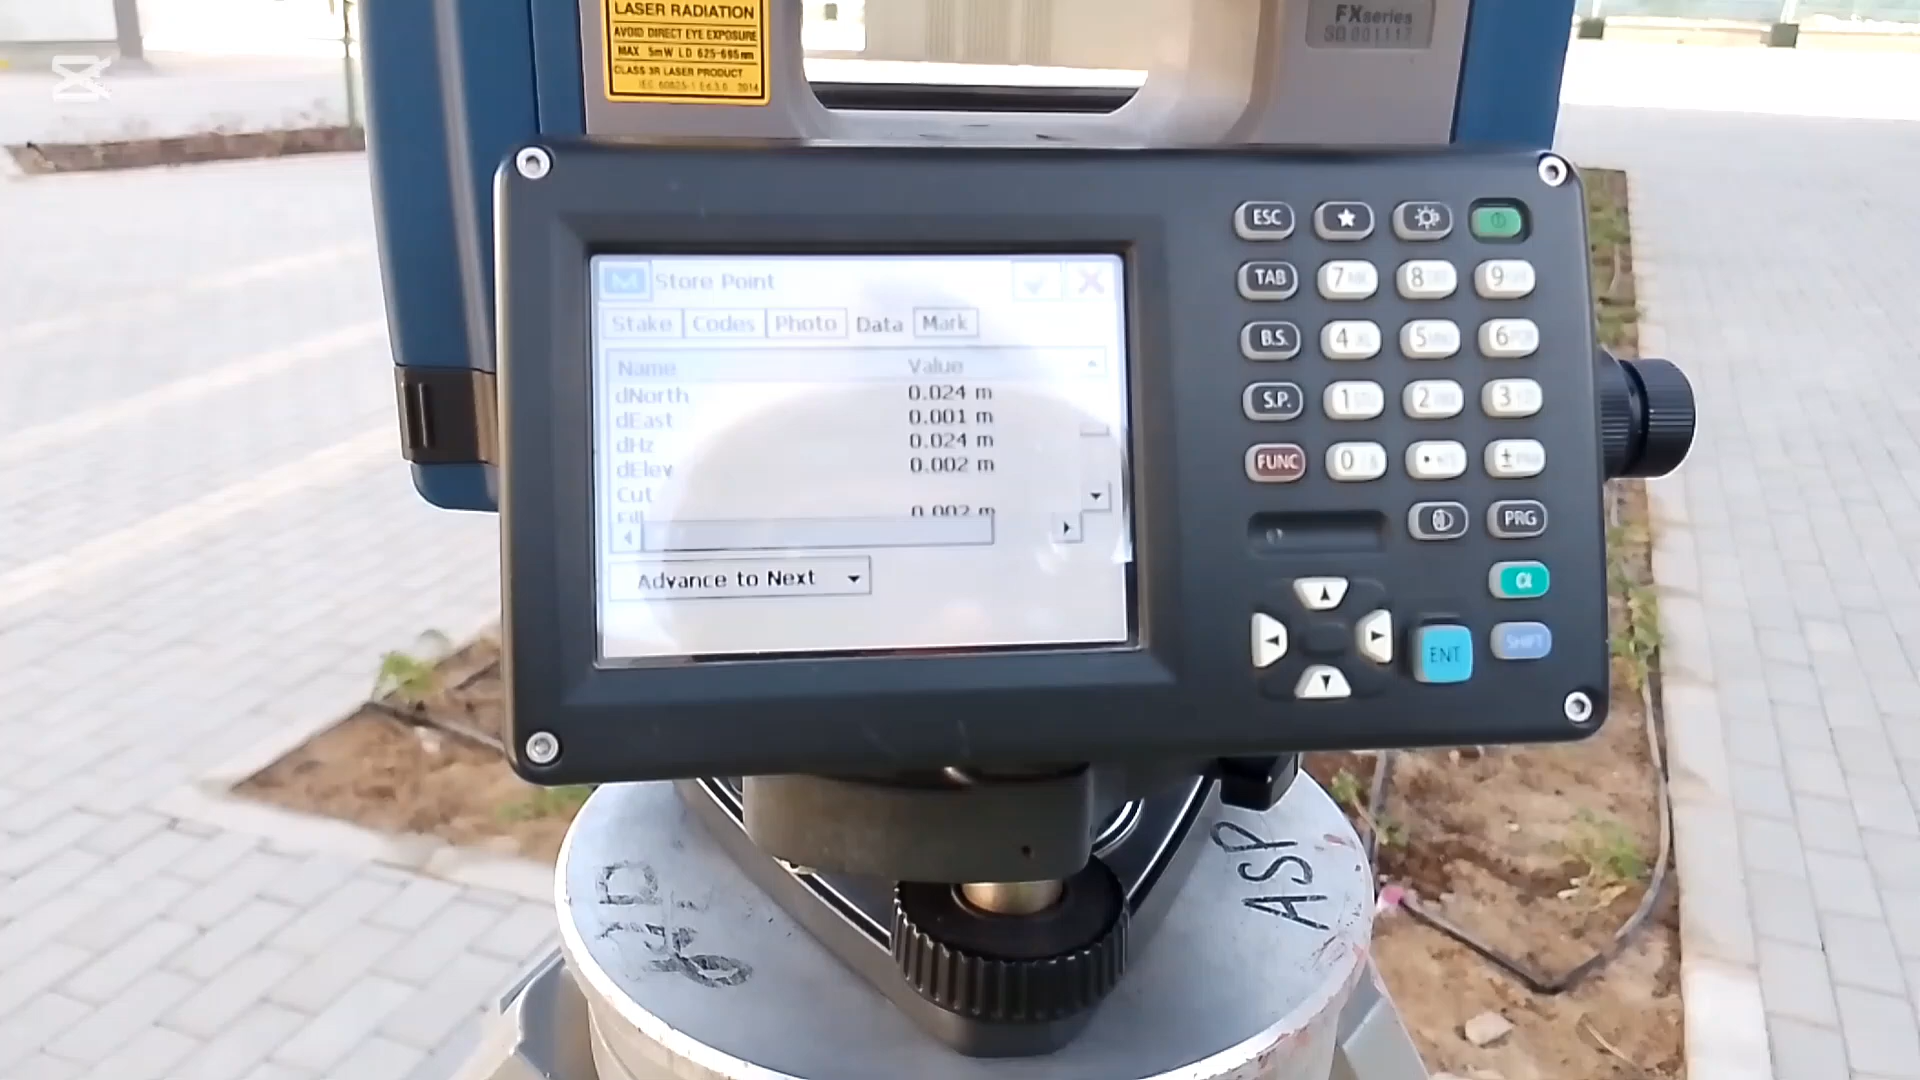 LASER RADIATION
AVOID DIRECT EYE EXPOSURE
MAX 5mW LD 625-695nm
CLASS 3R LASER PRODUCT
IEC 60825-1 Ed.3.0 2014
FXseries
SD 001117
Store Point
Stake Codes Photo Data Mark
Name Value
dNorth 0.024 m
dEast 0.001 m
dHz 0.024 m
dElev 0.002 m
Cut
Fill 0.002 m
Advance to Next
ESC ★
TAB 7 8 9
B.S. 4 5 6
S.P. 1 2 3
FUNC 0 • ±
PRG
α
ENT SHIFT
ASP